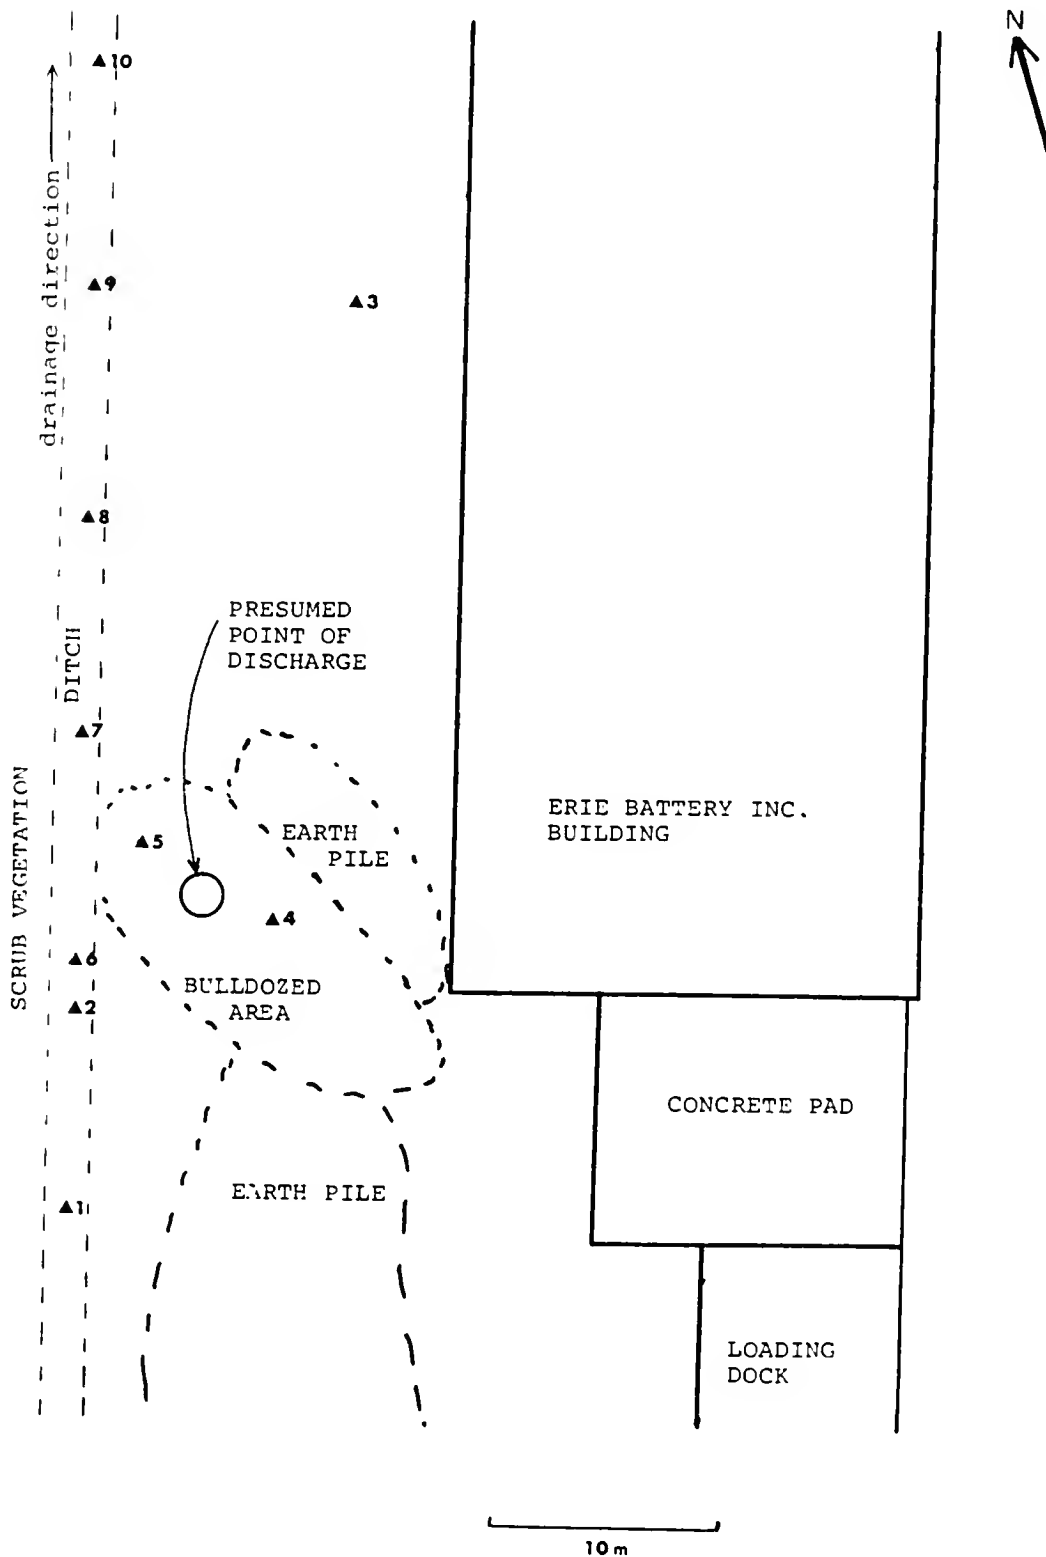 N
▲10
drainage direction
▲9
▲3
▲8
PRESUMED
POINT OF
DISCHARGE
DITCH
▲7
SCRUB VEGETATION
ERIE BATTERY INC.
BUILDING
EARTH
PILE
▲5
▲4
▲6
BULLDOZED
AREA
▲2
CONCRETE PAD
EARTH PILE
▲1
LOADING
DOCK
10 m